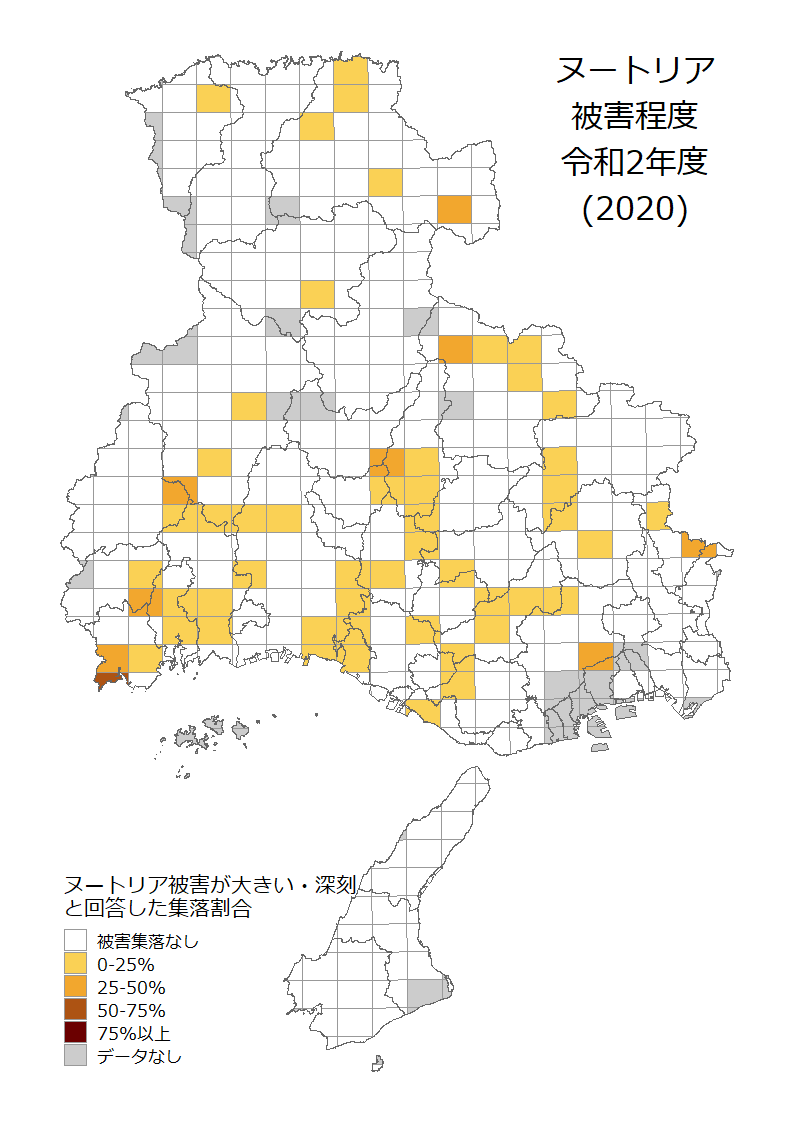 ヌートリア
被害程度
令和2年度
(2020)
ヌートリア被害が大きい・深刻
と回答した集落割合
被害集落なし
0-25%
25-50%
50-75%
75%以上
データなし